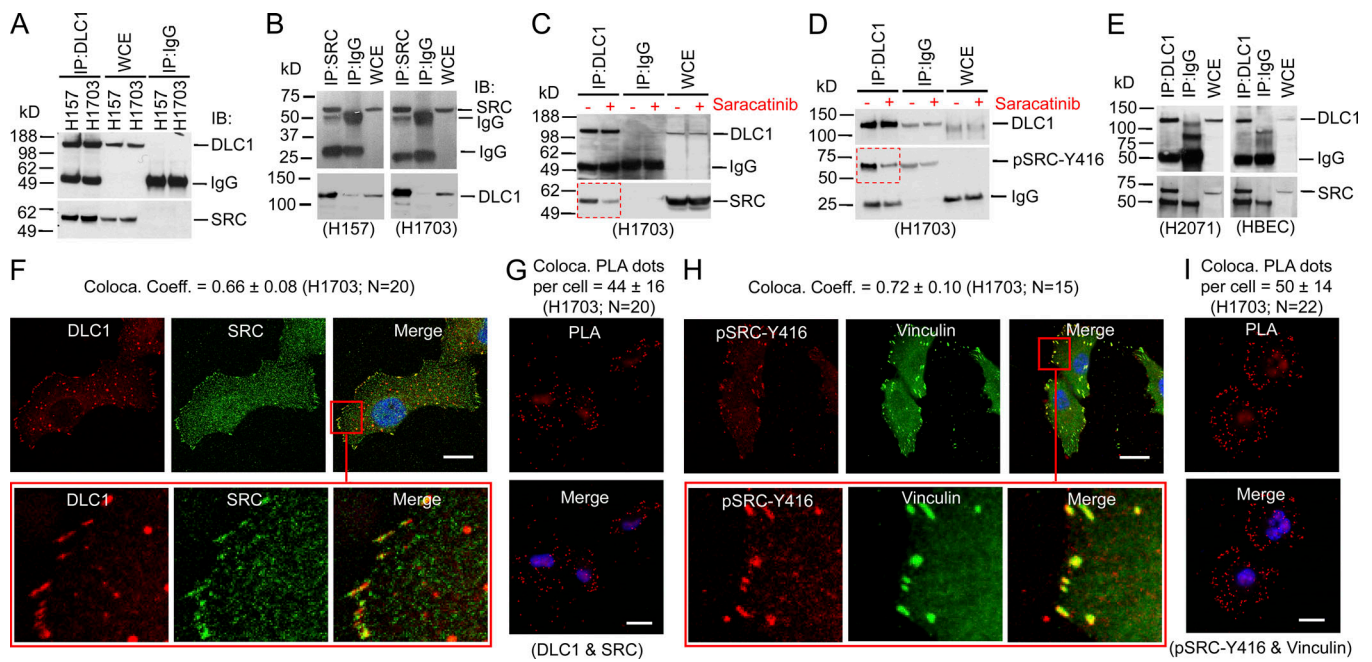 A
IP:DLC1
WCE
IP:IgG
H157
H1703
H157
H1703
H157
H1703
kD
IB:
188
98
62
49
DLC1
IgG
62
49
SRC
B
IP:SRC
IP:IgG
WCE
IP:SRC
IP:IgG
WCE
kD
IB:
75
50
37
25
SRC
IgG
IgG
150
100
DLC1
(H157)
(H1703)
C
IP:DLC1
IP:IgG
WCE
kD
- + - + - +
Saracatinib
188
98
62
49
DLC1
IgG
62
49
SRC
(H1703)
D
IP:DLC1
IP:IgG
WCE
kD
- + - + - +
Saracatinib
150
100
DLC1
75
50
pSRC-Y416
25
IgG
(H1703)
E
IP:DLC1
IP:IgG
WCE
IP:DLC1
IP:IgG
WCE
kD
150
100
75
50
DLC1
IgG
75
50
SRC
(H2071)
(HBEC)
F
Coloca. Coeff. = 0.66 ± 0.08 (H1703; N=20)
DLC1
SRC
Merge
DLC1
SRC
Merge
G
Coloca. PLA dots
per cell = 44 ± 16
(H1703; N=20)
PLA
Merge
(DLC1 & SRC)
H
Coloca. Coeff. = 0.72 ± 0.10 (H1703; N=15)
pSRC-Y416
Vinculin
Merge
pSRC-Y416
Vinculin
Merge
I
Coloca. PLA dots
per cell = 50 ± 14
(H1703; N=22)
PLA
Merge
(pSRC-Y416 & Vinculin)